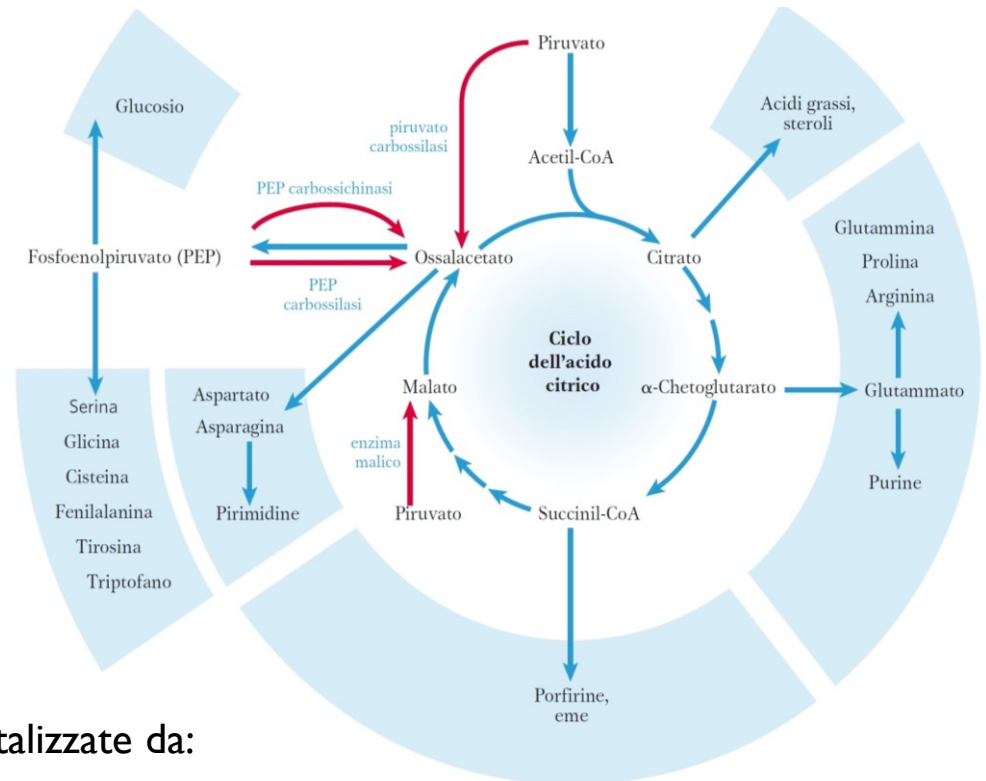 Piruvato
Glucosio
Acidi grassi,
steroli
piruvato
carbossilasi
Acetil-CoA
PEP carbossichinasi
Glutammina
Fosfoenolpiruvato (PEP)
Ossalacetato
Citrato
Prolina
PEP
carbossilasi
Arginina
Ciclo
dell'acido
citrico
Malato
α-Chetoglutarato
Glutammato
Aspartato
Asparagina
Serina
Glicina
enzima
malico
Cisteina
Purine
Fenilalanina
Pirimidine
Piruvato
Succinil-CoA
Tirosina
Triptofano
Porfirine,
eme
talizzate da: